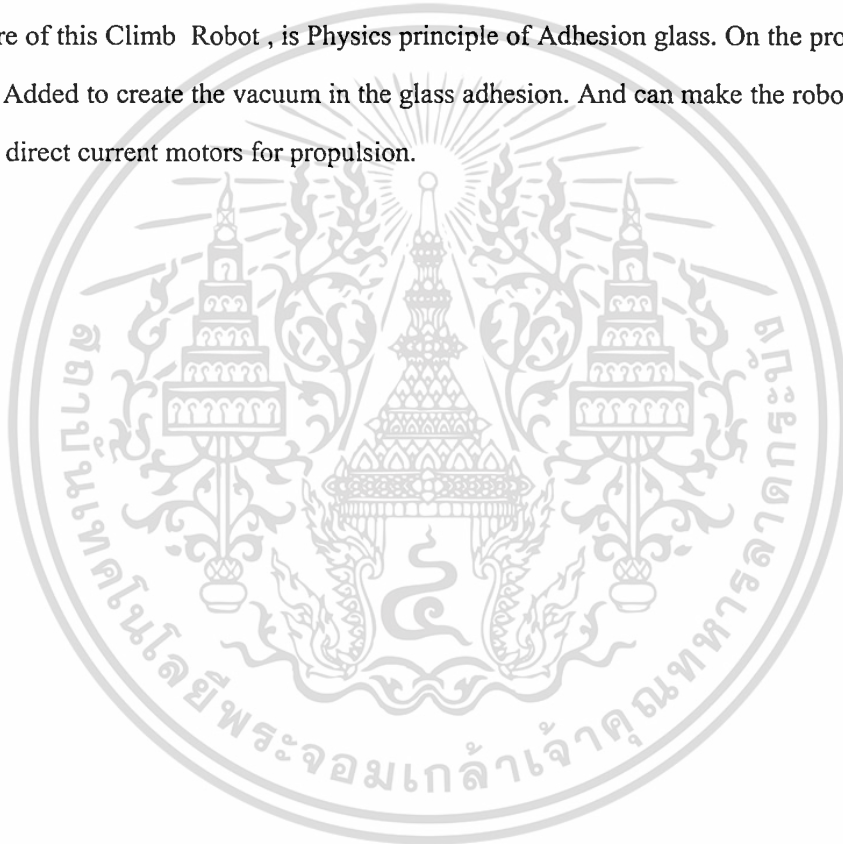 re of this Climb Robot , is Physics principle of Adhesion glass. On the pro
Added to create the vacuum in the glass adhesion. And can make the robo
direct current motors for propulsion.
สถาบันเทคโนโลยีพระจอมเกล้าเจ้าคุณทหารลาดกระบัง